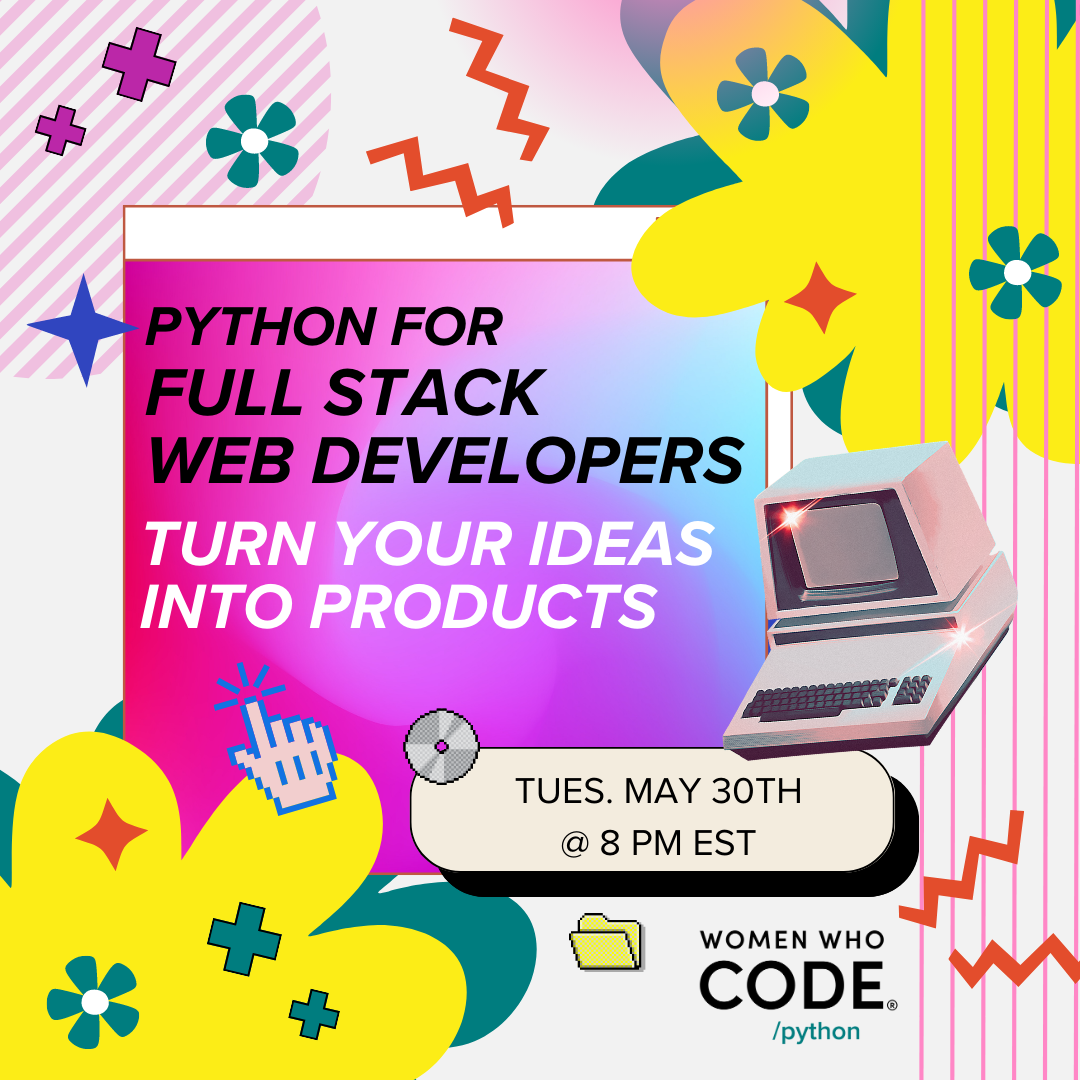 PYTHON FOR
FULL STACK
WEB DEVELOPERS
TURN YOUR IDEAS
INTO PRODUCTS
TUES. MAY 30TH
@ 8 PM EST
WOMEN WHO
CODE®
/python